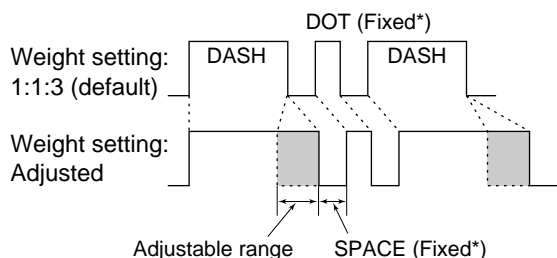 DOT (Fixed*)
Weight setting:
1:1:3 (default)
DASH
DASH
Weight setting:
Adjusted
Adjustable range
SPACE (Fixed*)